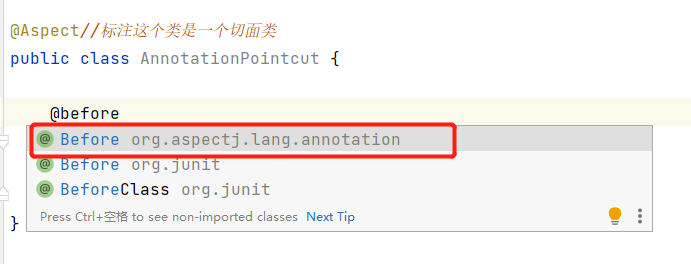 @Aspect//标注这个类是一个切面类
public class AnnotationPointcut {
@before
@ Before org.aspectj.lang.annotation
@ Before org.junit
@ BeforeClass org.junit
Press Ctrl+空格 to see non-imported classes Next Tip
}